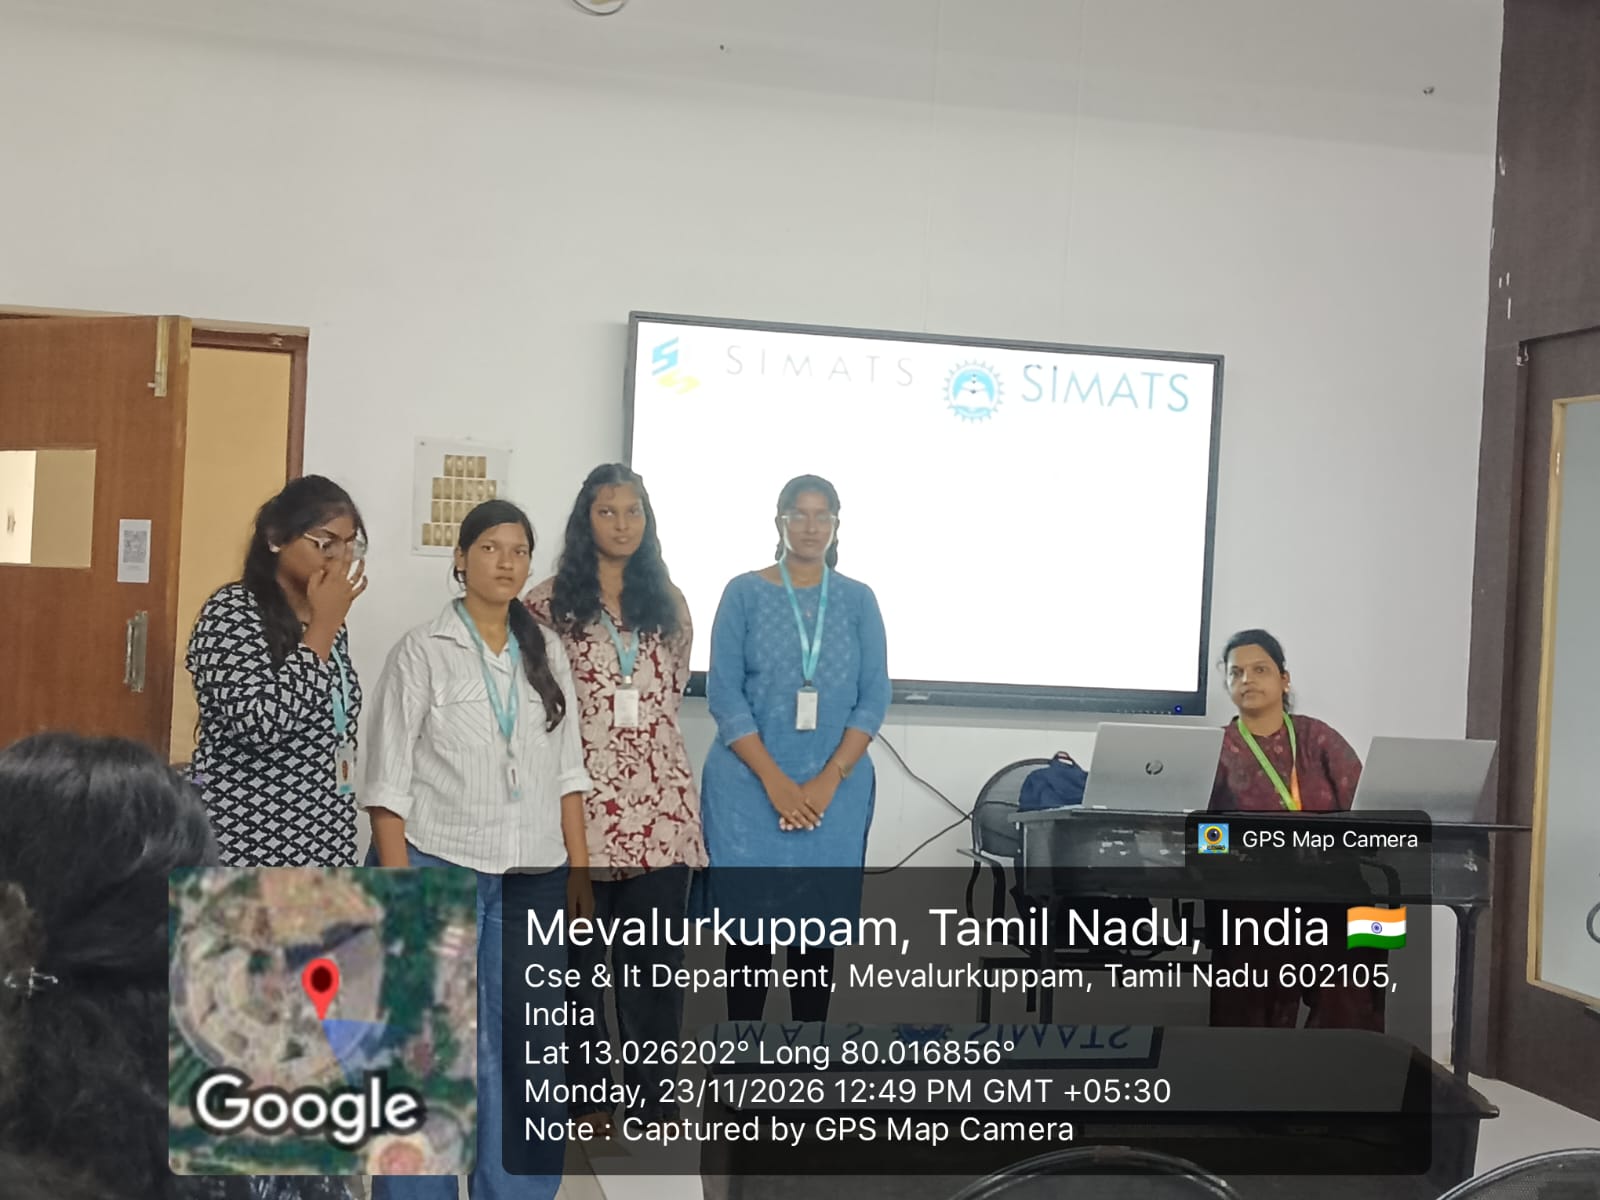 SIMATS
SIMATS
GPS Map Camera
Mevalurkuppam, Tamil Nadu, India
Cse & It Department, Mevalurkuppam, Tamil Nadu 602105,
India
Lat 13.026202° Long 80.016856°
Monday, 23/11/2026 12:49 PM GMT +05:30
Note : Captured by GPS Map Camera
Google